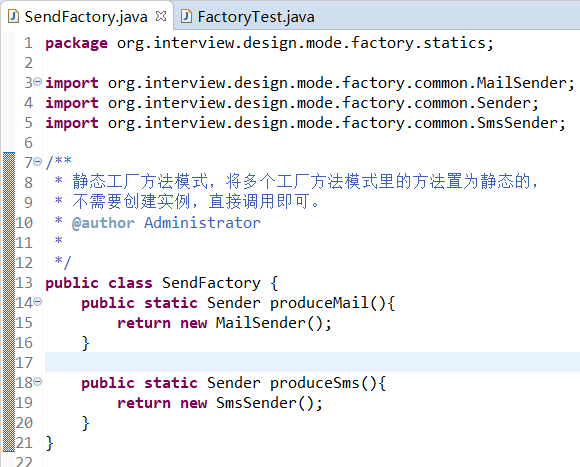 SendFactory.java FactoryTest.java
1 package org.interview.design.mode.factory.statics;
2
3 import org.interview.design.mode.factory.common.MailSender;
4 import org.interview.design.mode.factory.common.Sender;
5 import org.interview.design.mode.factory.common.SmsSender;
6
7 /**
8  * 静态工厂方法模式，将多个工厂方法模式里的方法置为静态的，
9  * 不需要创建实例，直接调用即可。
10  * @author Administrator
11  *
12  */
13 public class SendFactory {
14     public static Sender produceMail(){
15         return new MailSender();
16     }
17
18     public static Sender produceSms(){
19         return new SmsSender();
20     }
21 }
22